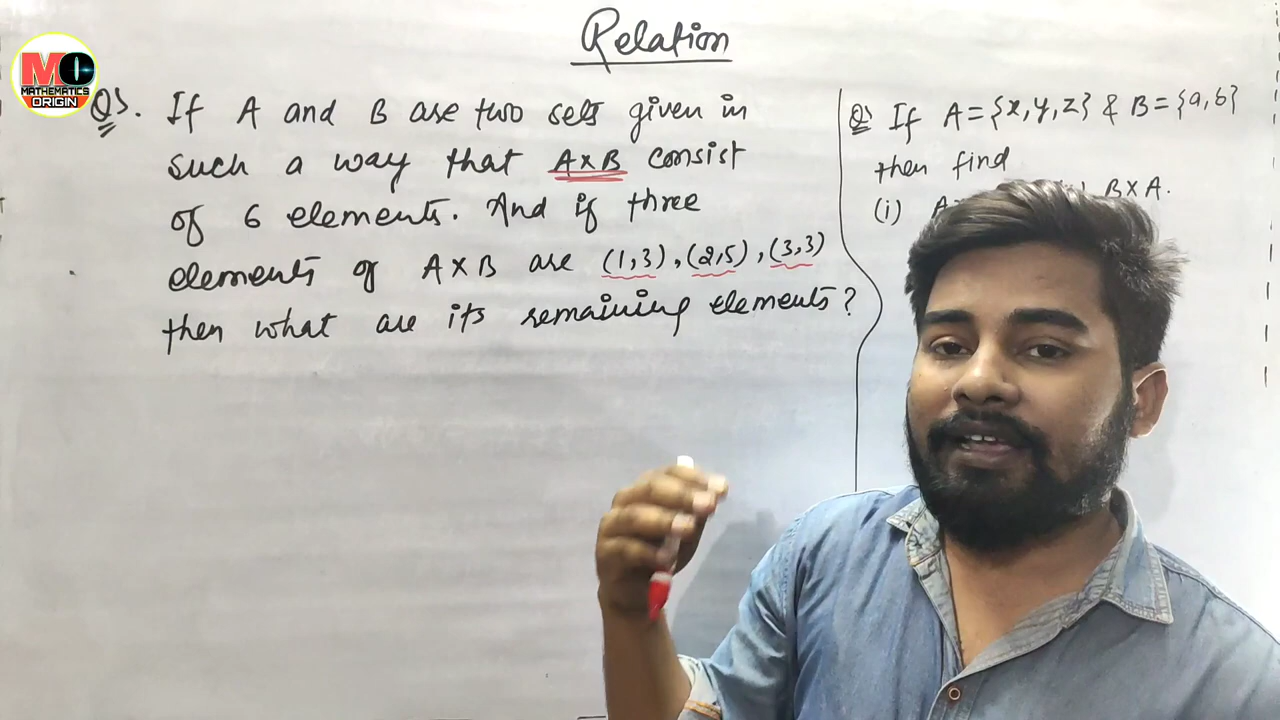 Relation
MO
MATHEMATICS
ORIGIN
Q. If A and B are two sets given in
such a way that A×B consist
of 6 elements. And if three
elements of A×B are (1,3), (2,5), (3,3)
then what are its remaining elements?
Q If A={x,y,z} & B={a,b}
then find
(i) A B×A.